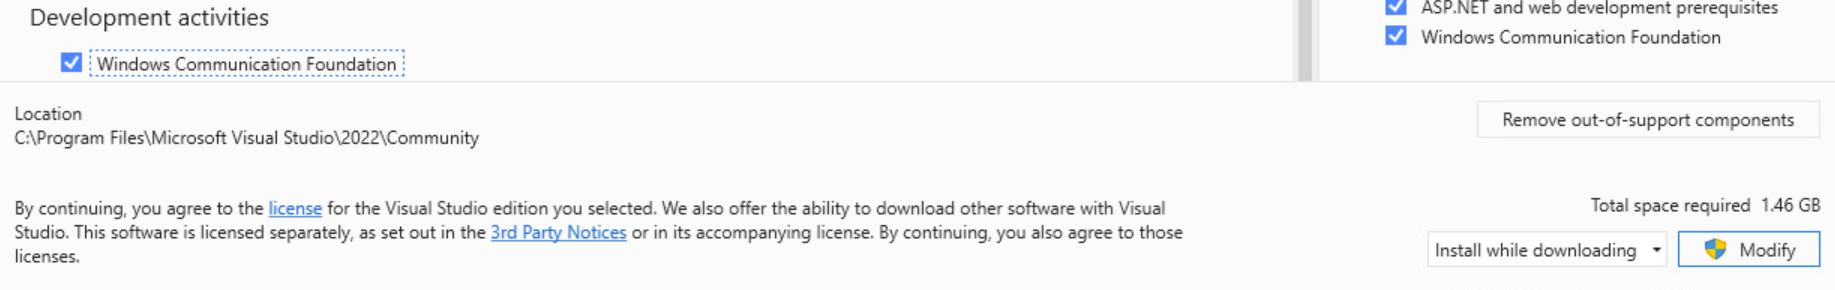 Development activities
Windows Communication Foundation
ASP.NET and web development prerequisites
Windows Communication Foundation
Location
C:\Program Files\Microsoft Visual Studio\2022\Community
Remove out-of-support components
By continuing, you agree to the license for the Visual Studio edition you selected. We also offer the ability to download other software with Visual
Studio. This software is licensed separately, as set out in the 3rd Party Notices or in its accompanying license. By continuing, you also agree to those
licenses.
Total space required 1.46 GB
Install while downloading
Modify